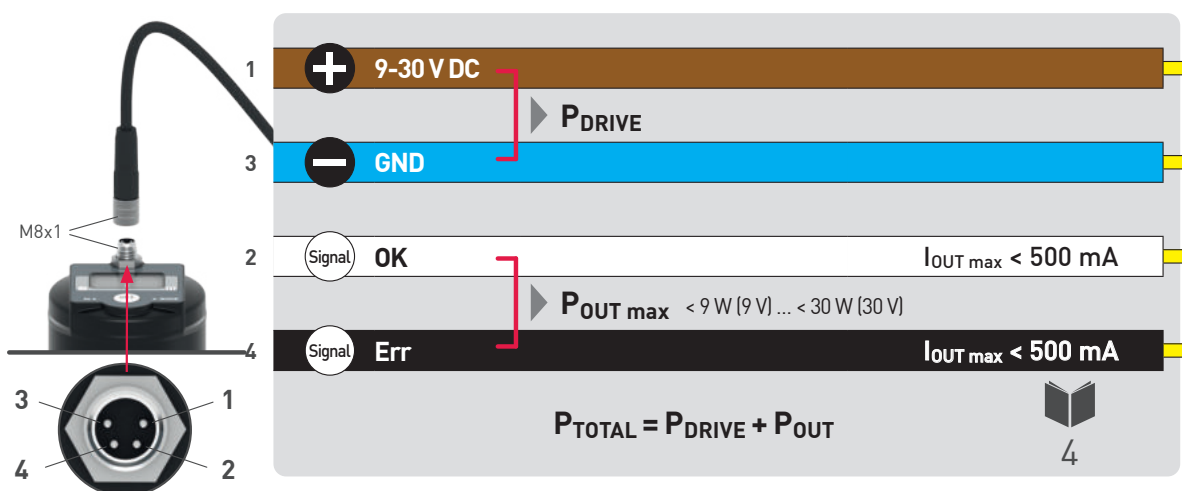 1 + 9-30 V DC
PDRIVE
3 − GND
M8x1
2 Signal OK IOUT max < 500 mA
POUT max < 9 W (9 V) ... < 30 W (30 V)
4 Signal Err IOUT max < 500 mA
3 1
4 2
PTOTAL = PDRIVE + POUT
4